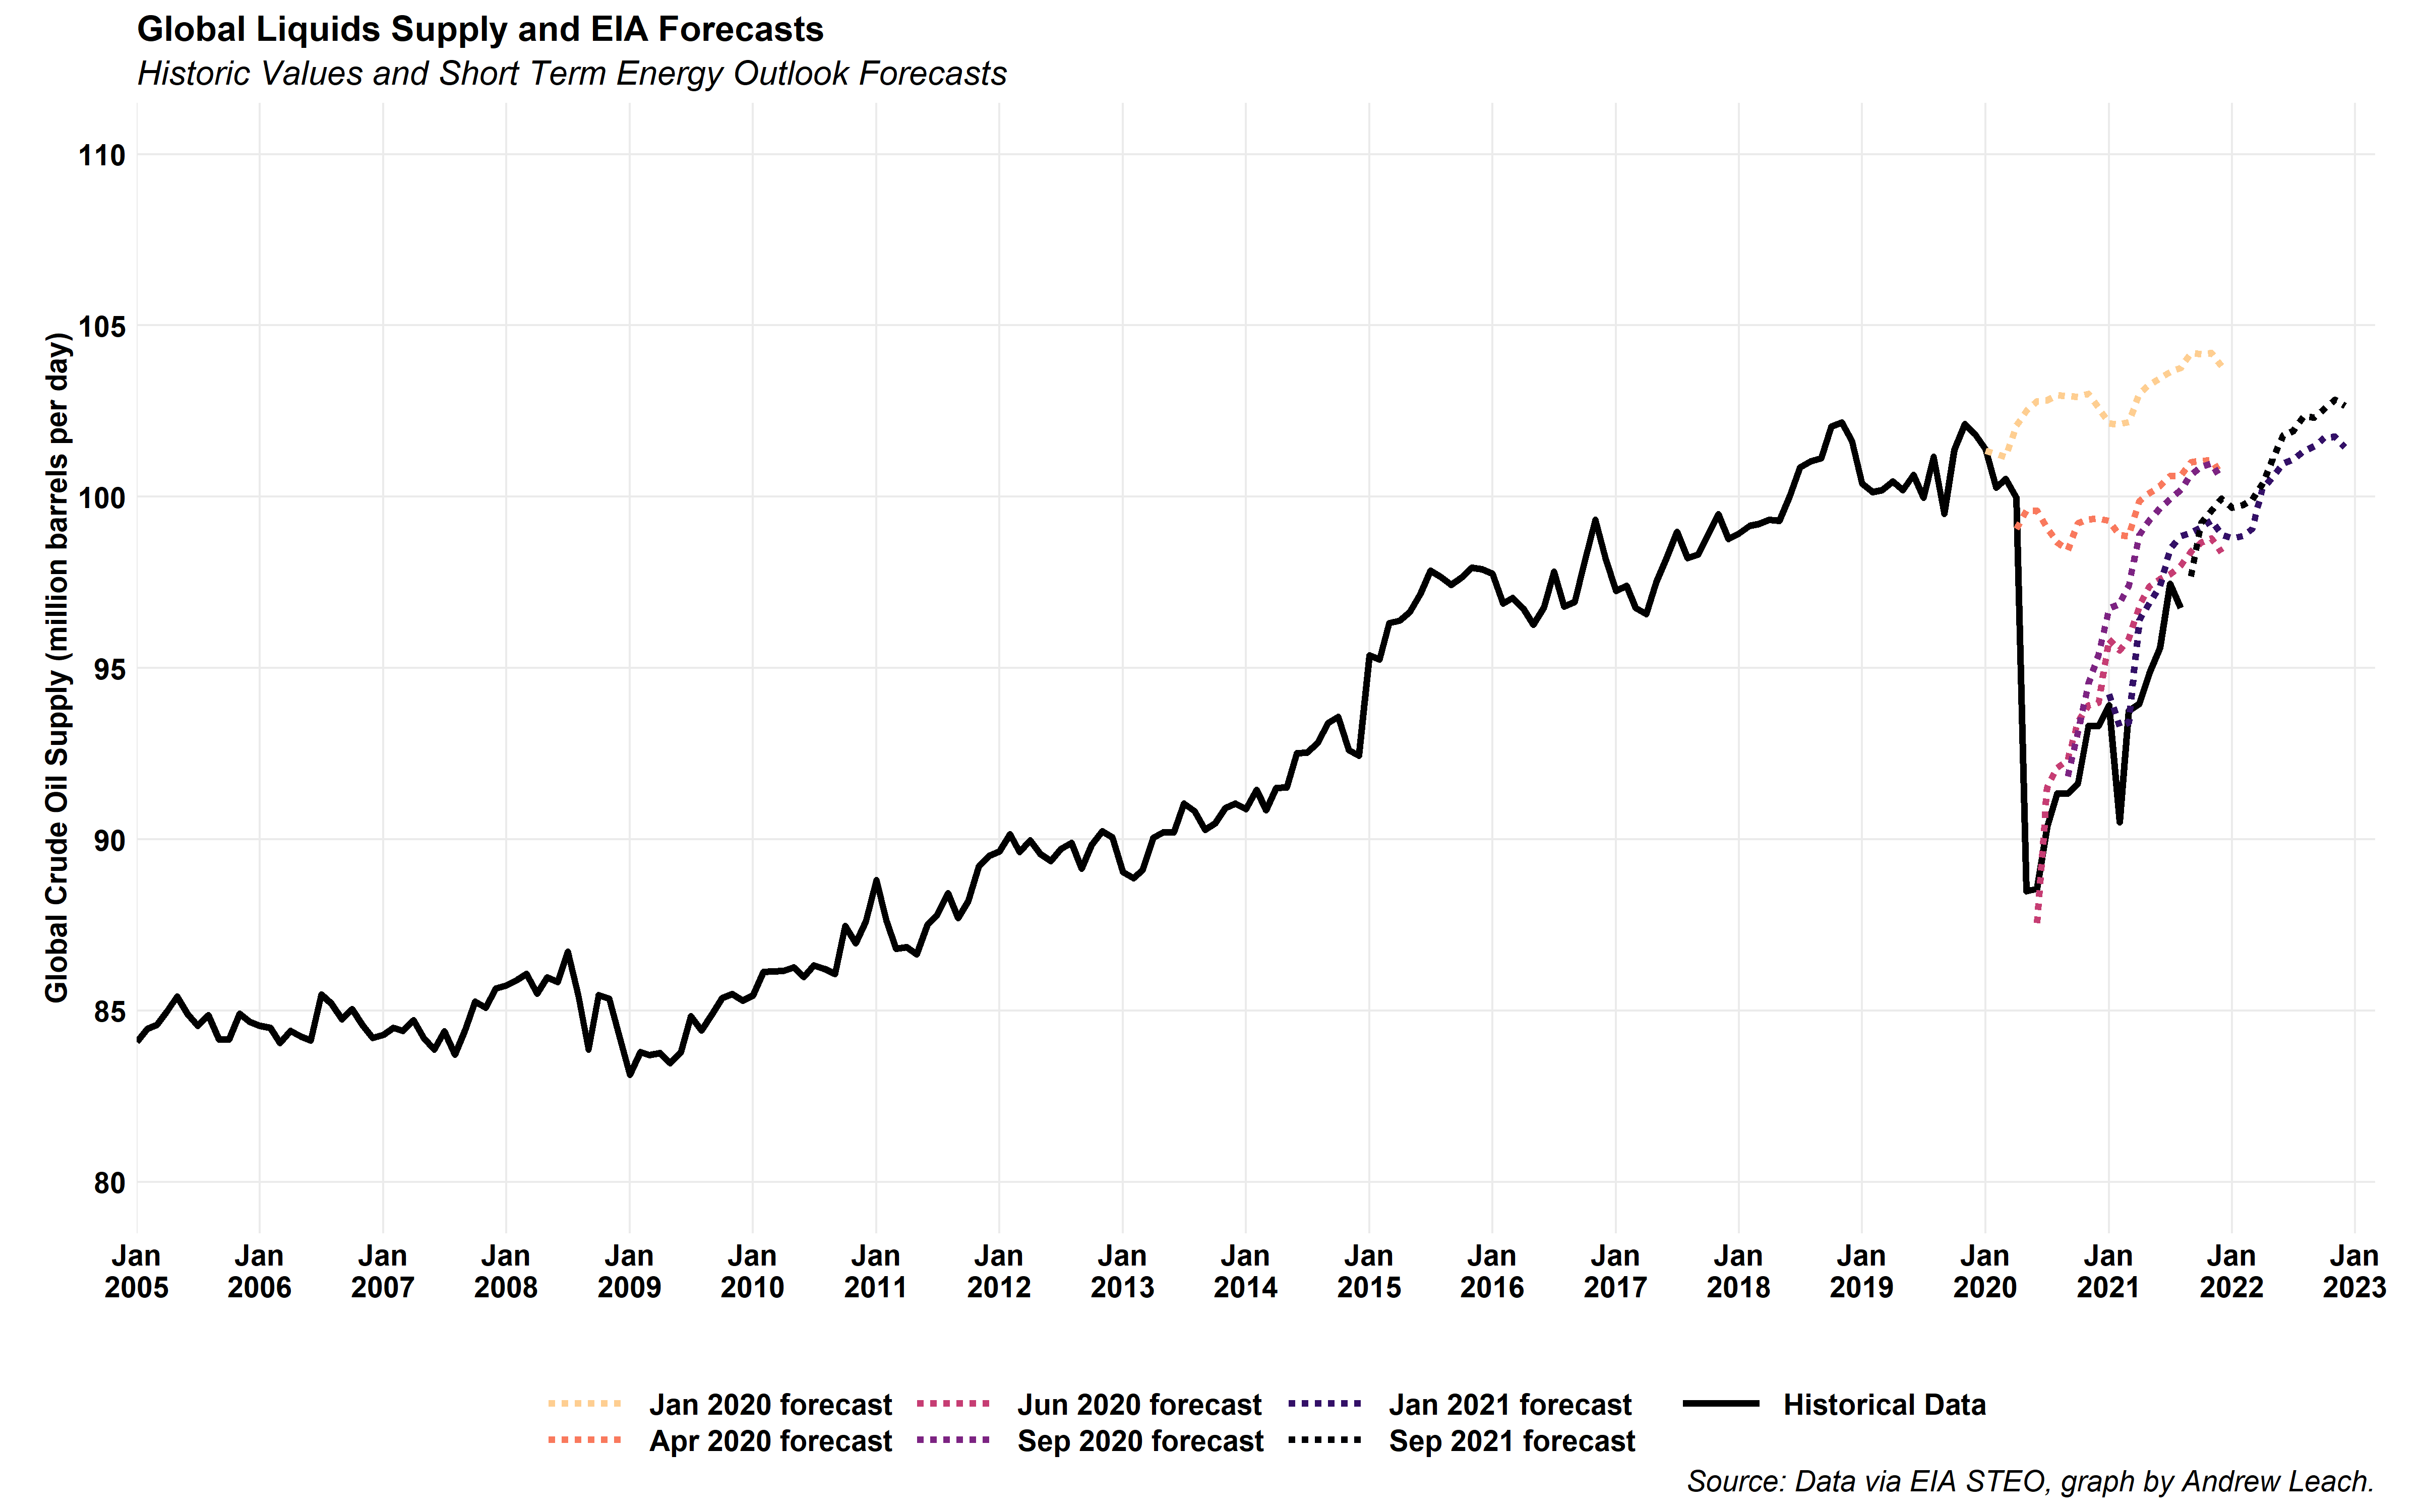 Global Liquids Supply and EIA Forecasts
Historic Values and Short Term Energy Outlook Forecasts
Global Crude Oil Supply (million barrels per day)
110
105
100
95
90
85
80
Jan 2005
Jan 2006
Jan 2007
Jan 2008
Jan 2009
Jan 2010
Jan 2011
Jan 2012
Jan 2013
Jan 2014
Jan 2015
Jan 2016
Jan 2017
Jan 2018
Jan 2019
Jan 2020
Jan 2021
Jan 2022
Jan 2023
Jan 2020 forecast
Apr 2020 forecast
Jun 2020 forecast
Sep 2020 forecast
Jan 2021 forecast
Sep 2021 forecast
Historical Data
Source: Data via EIA STEO, graph by Andrew Leach.